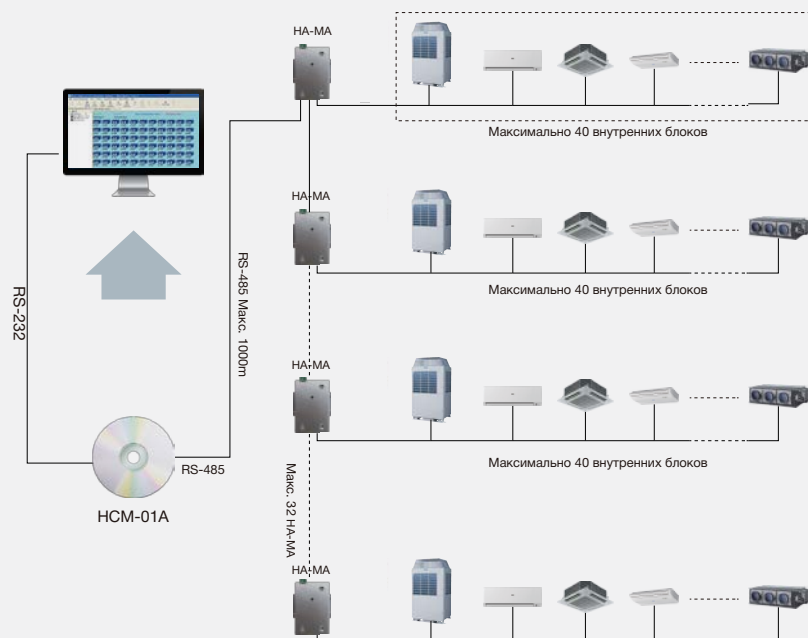 HA-MA
Максимально 40 внутренних блоков
HA-MA
RS-232
RS-485 Макс. 1000m
Максимально 40 внутренних блоков
HA-MA
RS-485
HCM-01A
Максимально 40 внутренних блоков
Макс. 32 HA-MA
HA-MA